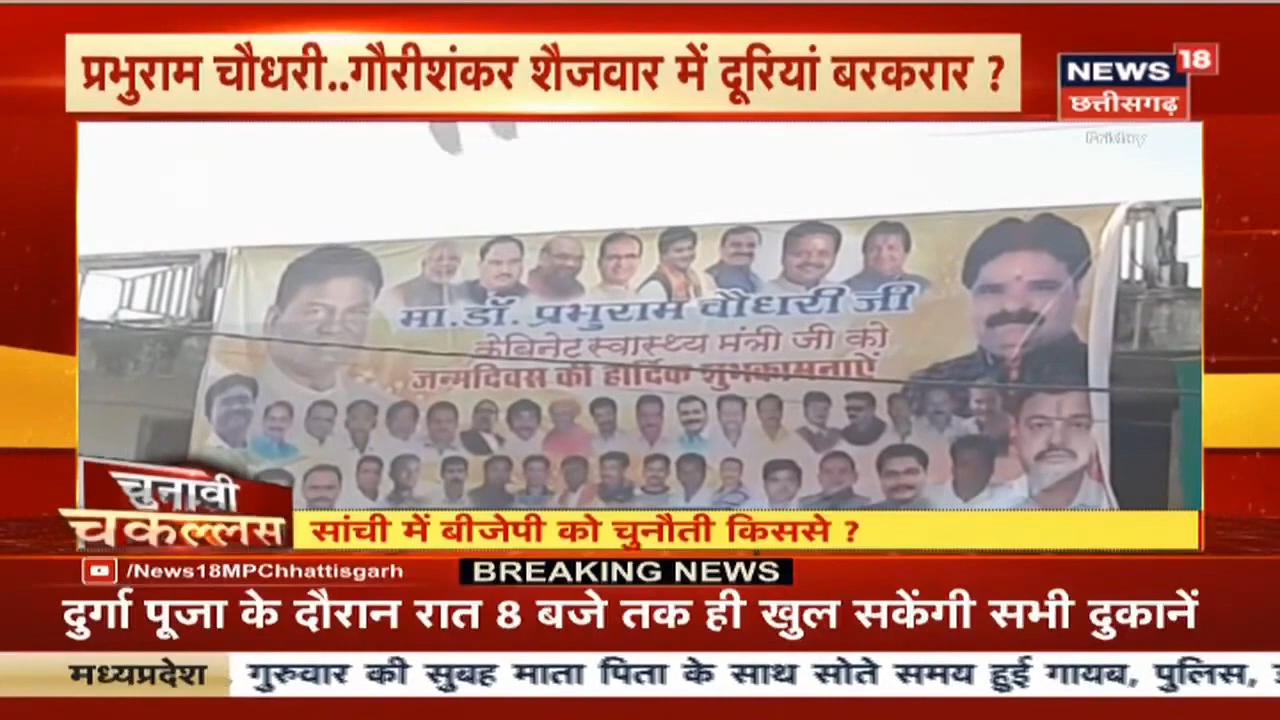 प्रभुराम चौधरी..गौरीशंकर शैजवार में दूरियां बरकरार ?
NEWS 18
छत्तीसगढ़
Friday
मा.डॉ. प्रभुराम चौधरी जी
केबिनेट स्वास्थ्य मंत्री जी को
जन्मदिवस की हार्दिक शुभकामनाऐं
चुनावी
चकल्लस
सांची में बीजेपी को चुनौती किससे ?
/News18MPChhattisgarh
BREAKING NEWS
दुर्गा पूजा के दौरान रात 8 बजे तक ही खुल सकेंगी सभी दुकानें
मध्यप्रदेश
गुरुवार की सुबह माता पिता के साथ सोते समय हुई गायब, पुलिस,